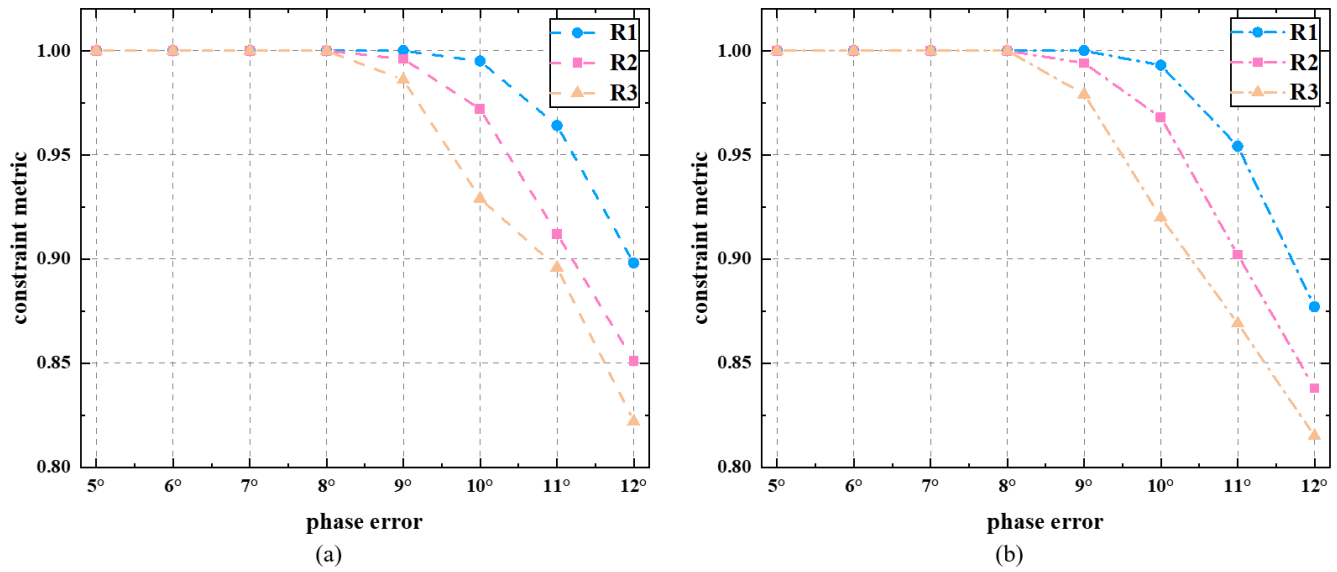 R1
R2
R3
1.00
0.95
0.90
0.85
0.80
constraint metric
5° 6° 7° 8° 9° 10° 11° 12°
phase error
(a)
R1
R2
R3
1.00
0.95
0.90
0.85
0.80
constraint metric
5° 6° 7° 8° 9° 10° 11° 12°
phase error
(b)